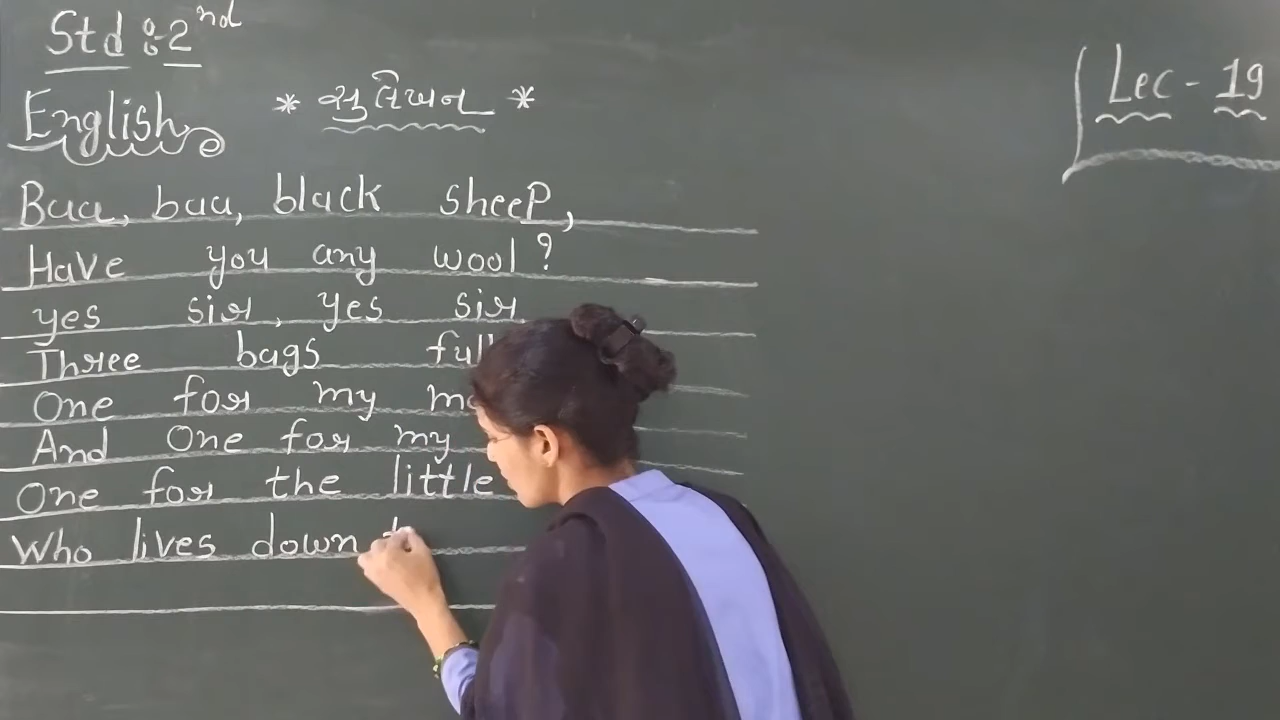 Std : 2nd
Lec - 19
* સુલેખન *
English
Baa, baa, black sheeP,
Have you any wool?
yes sir, yes sir
Three bags full
One for my
And One for my
One for the little
Who lives down